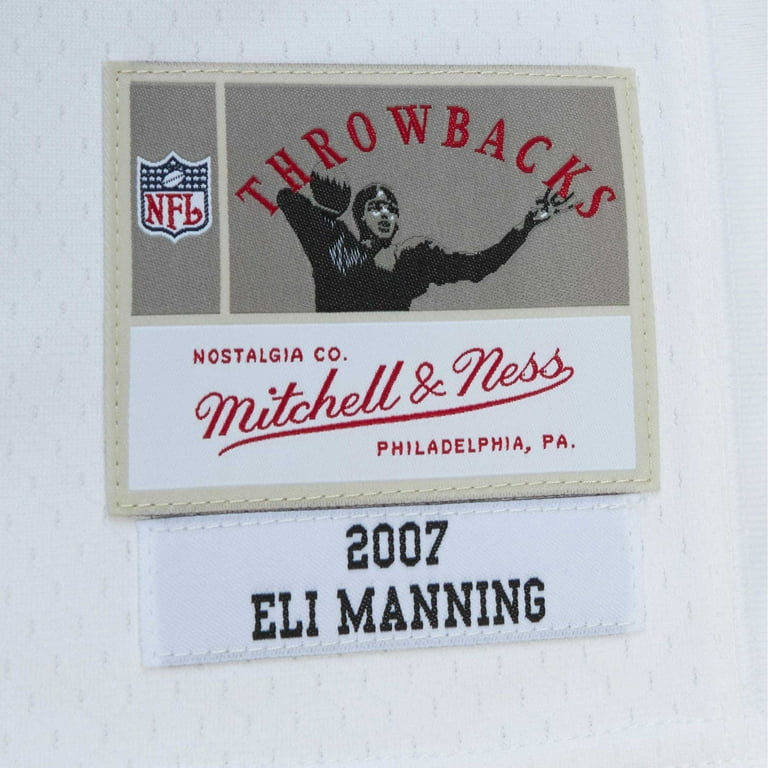 THROWBACKS
NFL
NOSTALGIA CO.
Mitchell & Ness
PHILADELPHIA, PA.
2007
ELI MANNING